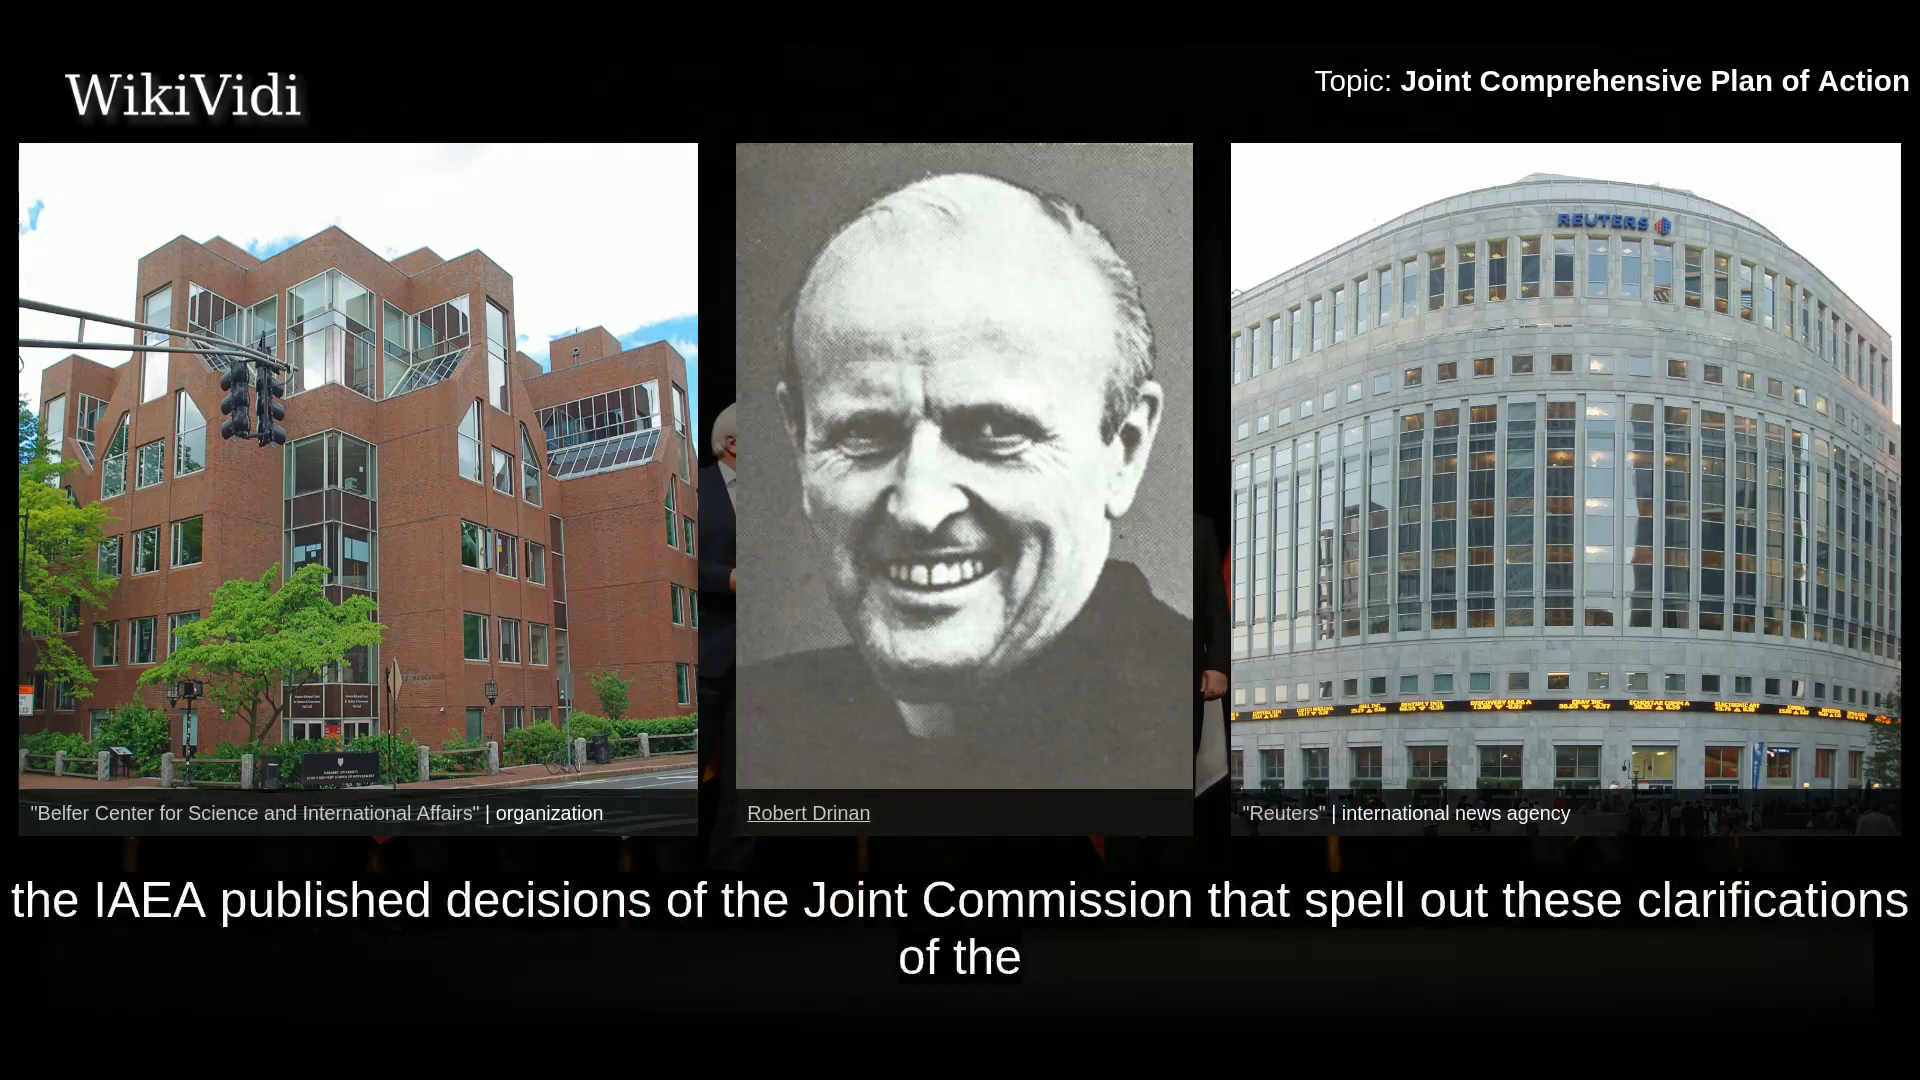 WikiVidi
Topic: Joint Comprehensive Plan of Action
REUTERS
"Belfer Center for Science and International Affairs" | organization
Robert Drinan
"Reuters" | international news agency
the IAEA published decisions of the Joint Commission that spell out these clarifications
of the